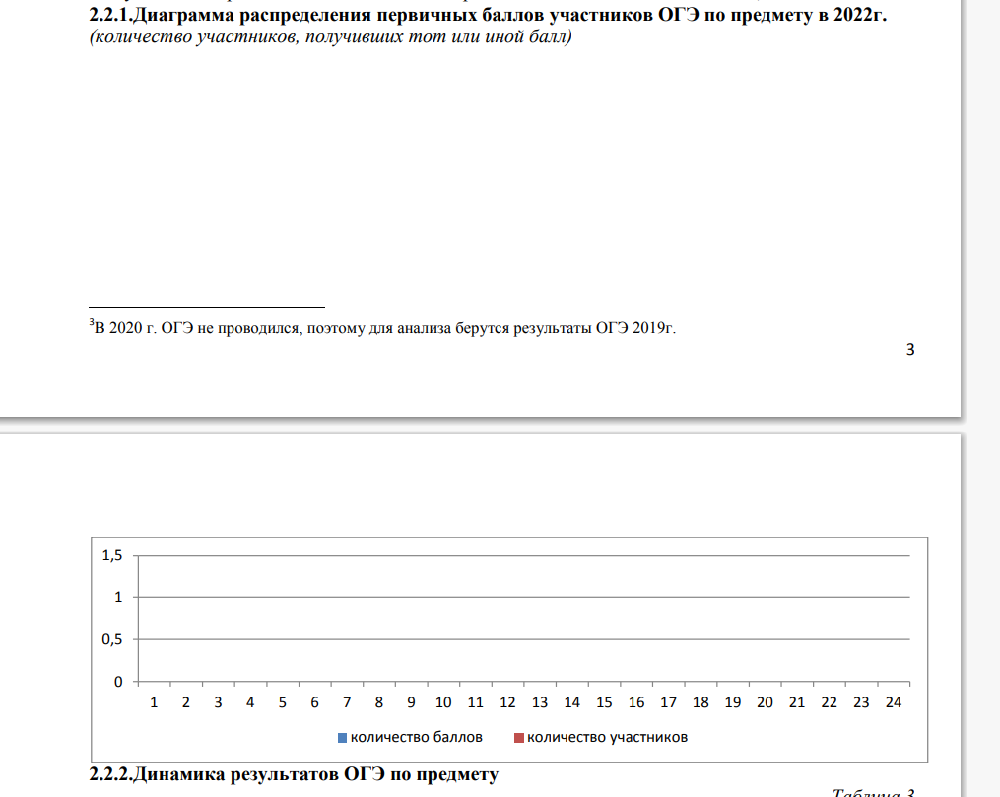 2.2.1.Диаграмма распределения первичных баллов участников ОГЭ по предмету в 2022г.
(количество участников, получивших тот или иной балл)
3В 2020 г. ОГЭ не проводился, поэтому для анализа берутся результаты ОГЭ 2019г.
3
1,5
1
0,5
0
1 2 3 4 5 6 7 8 9 10 11 12 13 14 15 16 17 18 19 20 21 22 23 24
количество баллов количество участников
2.2.2.Динамика результатов ОГЭ по предмету
Таблица 3